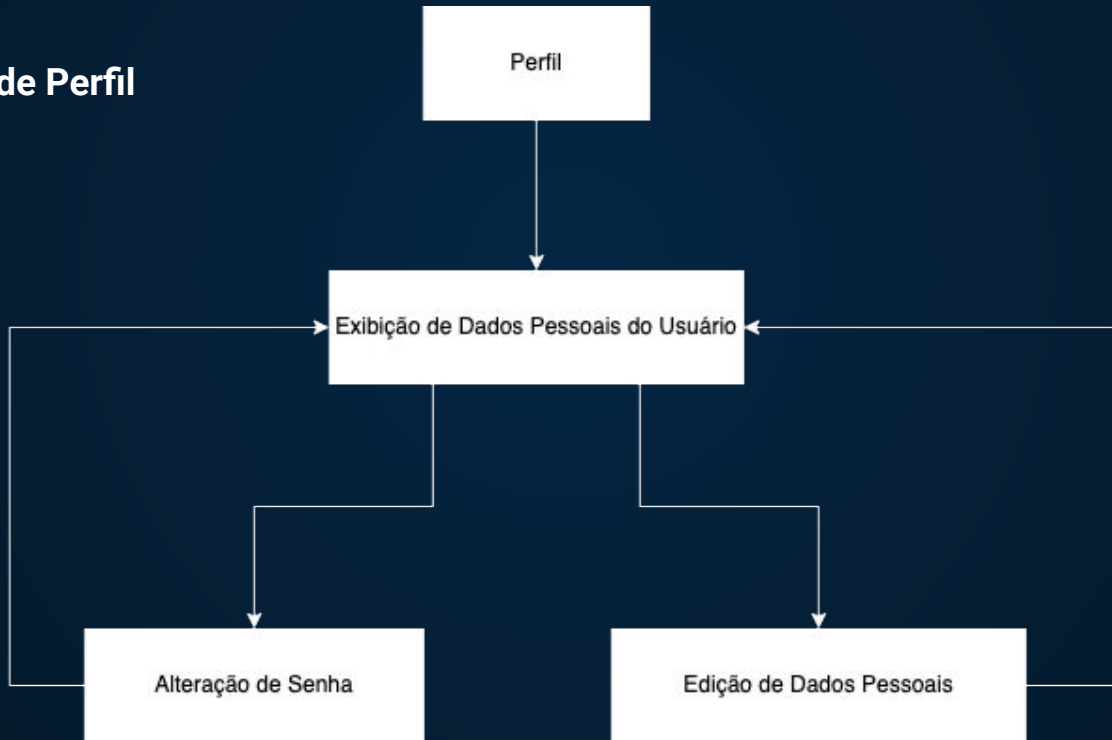 de Perfil
Perfil
Exibição de Dados Pessoais do Usuário
Alteração de Senha
Edição de Dados Pessoais